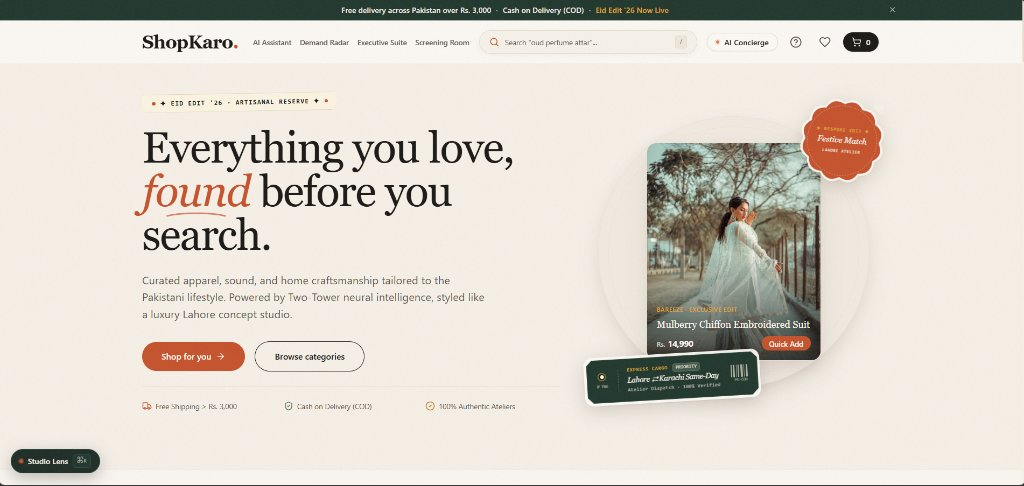 Free delivery across Pakistan over Rs. 3,000 · Cash on Delivery (COD) · Eid Edit '26 Now Live
ShopKaro.
AI Assistant Demand Radar Executive Suite Screening Room
Search "oud perfume attar"...
/
AI Concierge
0
✦ EID EDIT '26 · ARTISANAL RESERVE ✦
Everything you love,
found before you
search.
Curated apparel, sound, and home craftsmanship tailored to the
Pakistani lifestyle. Powered by Two-Tower neural intelligence, styled like
a luxury Lahore concept studio.
Shop for you →
Browse categories
Free Shipping > Rs. 3,000
Cash on Delivery (COD)
100% Authentic Ateliers
✦ BESPOKE EDIT ✦
Festive Match
LAHORE ATELIER
BAREEZE · EXCLUSIVE EDIT
Mulberry Chiffon Embroidered Suit
Rs. 14,990
Quick Add
EXPRESS CARGO PRIORITY
Lahore ⇄ Karachi Same-Day
Atelier Dispatch · 100% Verified
Studio Lens ⌘K